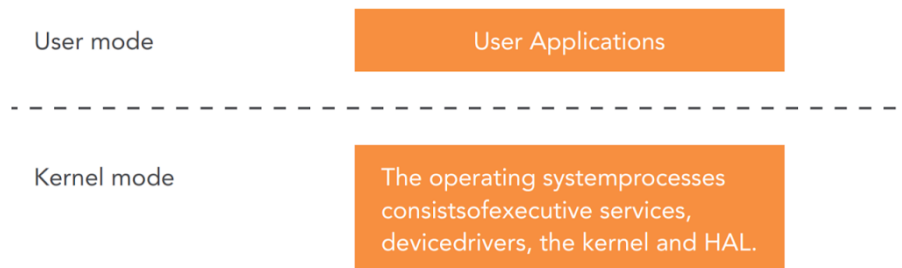 User mode
User Applications
Kernel mode
The operating systemprocesses
consistsofexecutive services,
devicedrivers, the kernel and HAL.